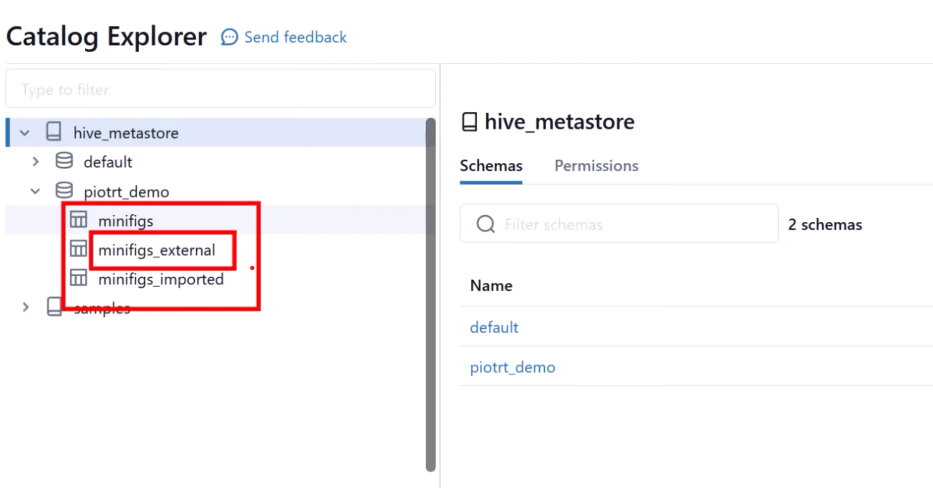 Catalog Explorer Send feedback
Type to filter
hive_metastore
default
piotrt_demo
minifigs
minifigs_external
minifigs_imported
samples
hive_metastore
Schemas Permissions
Filter schemas 2 schemas
Name
default
piotrt_demo